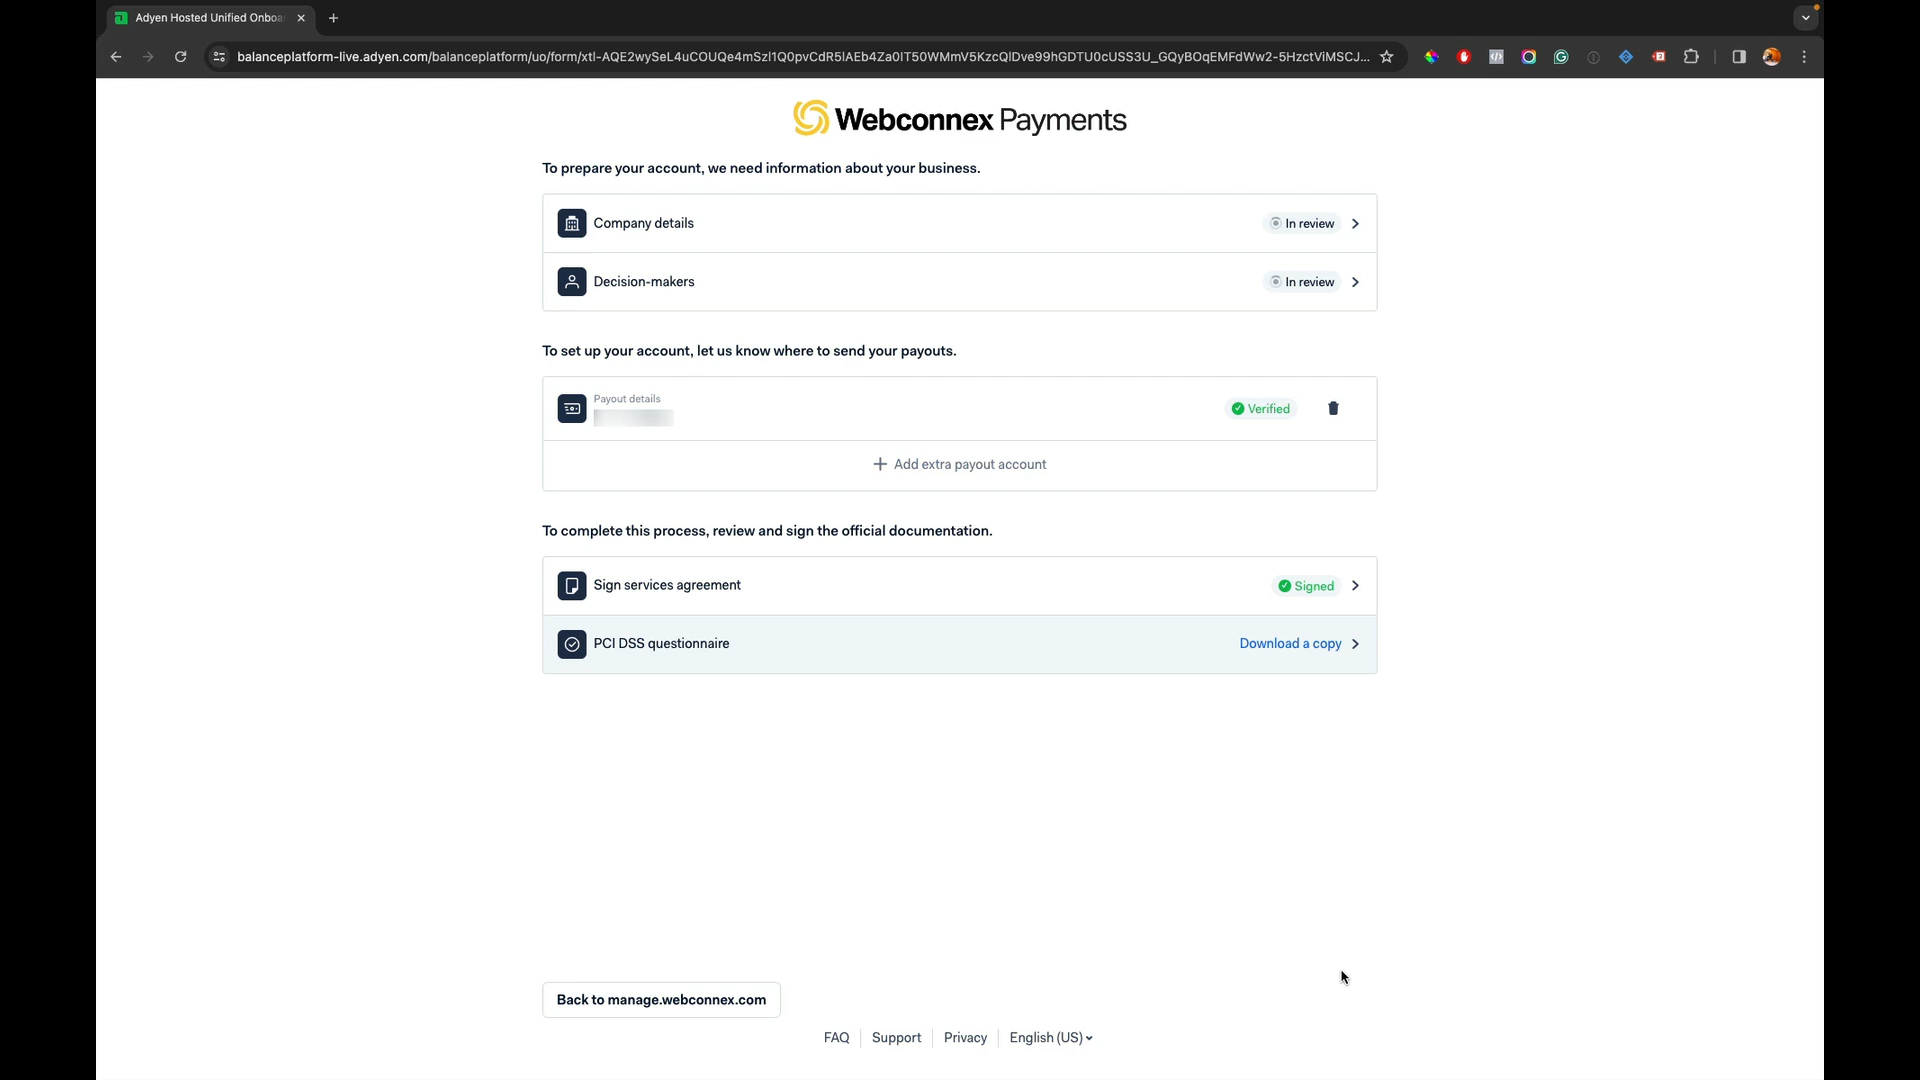 Adyen Hosted Unified Onboa
balanceplatform-live.adyen.com/balanceplatform/uo/form/xtl-AQE2wySeL4uCOUQe4mSzI1Q0pvCdR5lAEb4Za0IT50WMmV5KzcQlDve99hGDTU0cUSS3U_GQyBOqEMFdWw2-5HzctViMSCJ...
Webconnex Payments
To prepare your account, we need information about your business.
Company details In review
Decision-makers In review
To set up your account, let us know where to send your payouts.
Payout details
Verified
Add extra payout account
To complete this process, review and sign the official documentation.
Sign services agreement Signed
PCI DSS questionnaire Download a copy
Back to manage.webconnex.com
FAQ Support Privacy English (US)